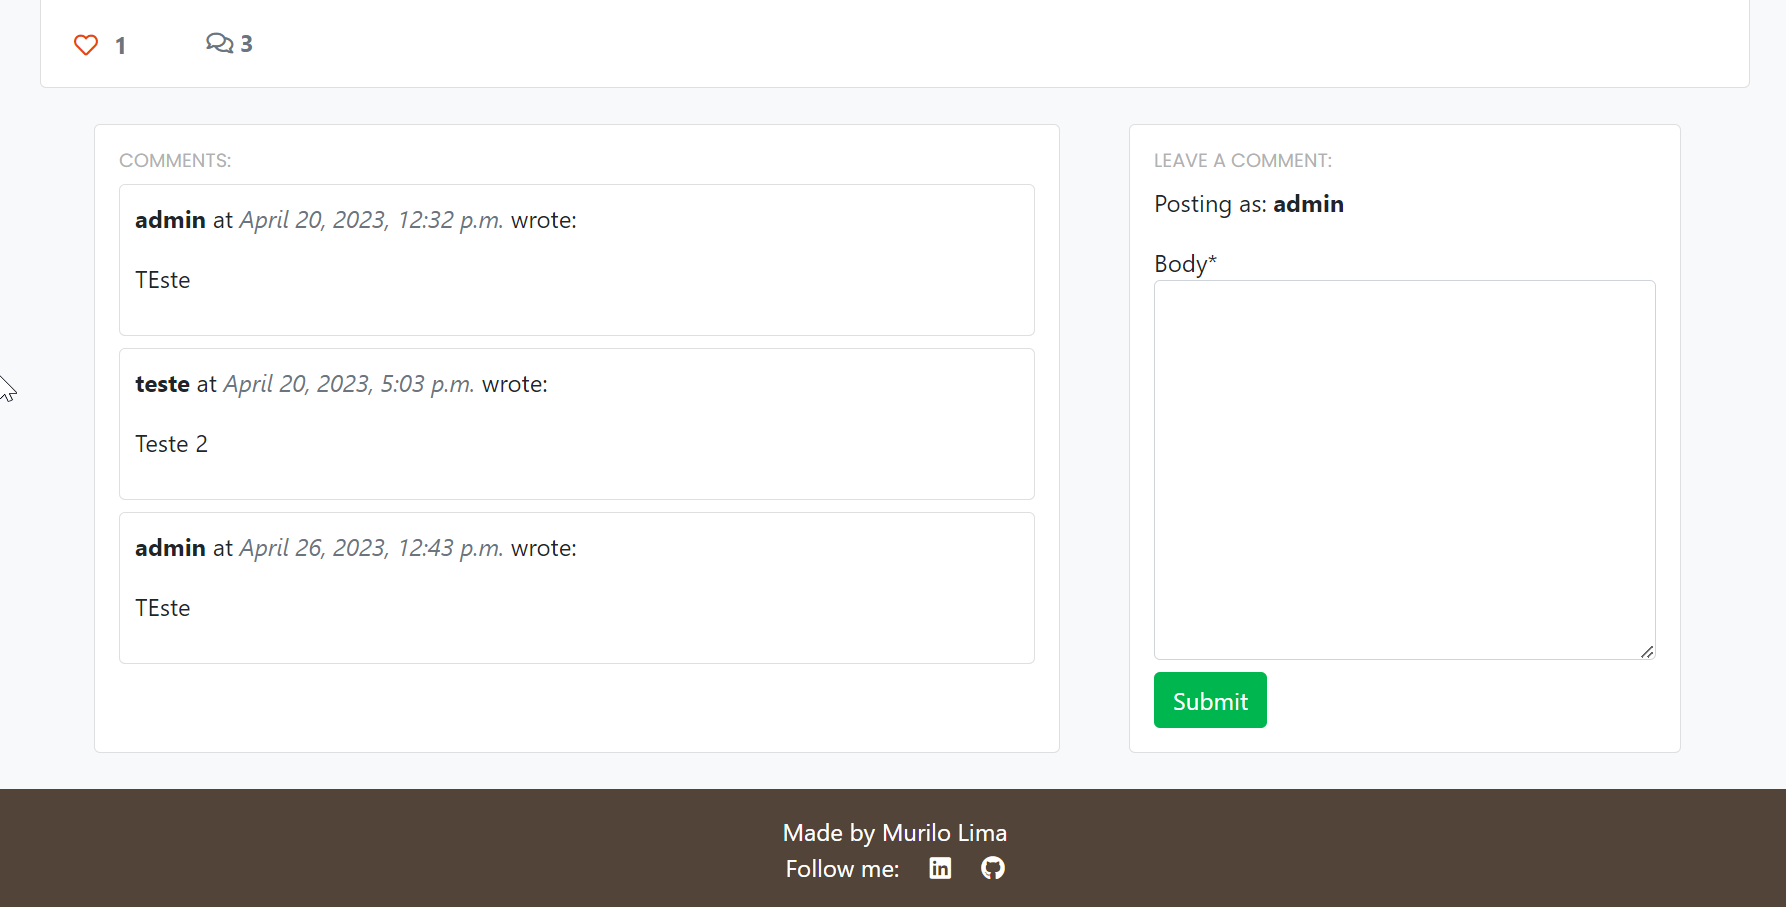 1
3
COMMENTS:
admin at April 20, 2023, 12:32 p.m. wrote:
TEste
teste at April 20, 2023, 5:03 p.m. wrote:
Teste 2
admin at April 26, 2023, 12:43 p.m. wrote:
TEste
LEAVE A COMMENT:
Posting as: admin
Body*
Submit
Made by Murilo Lima
Follow me: